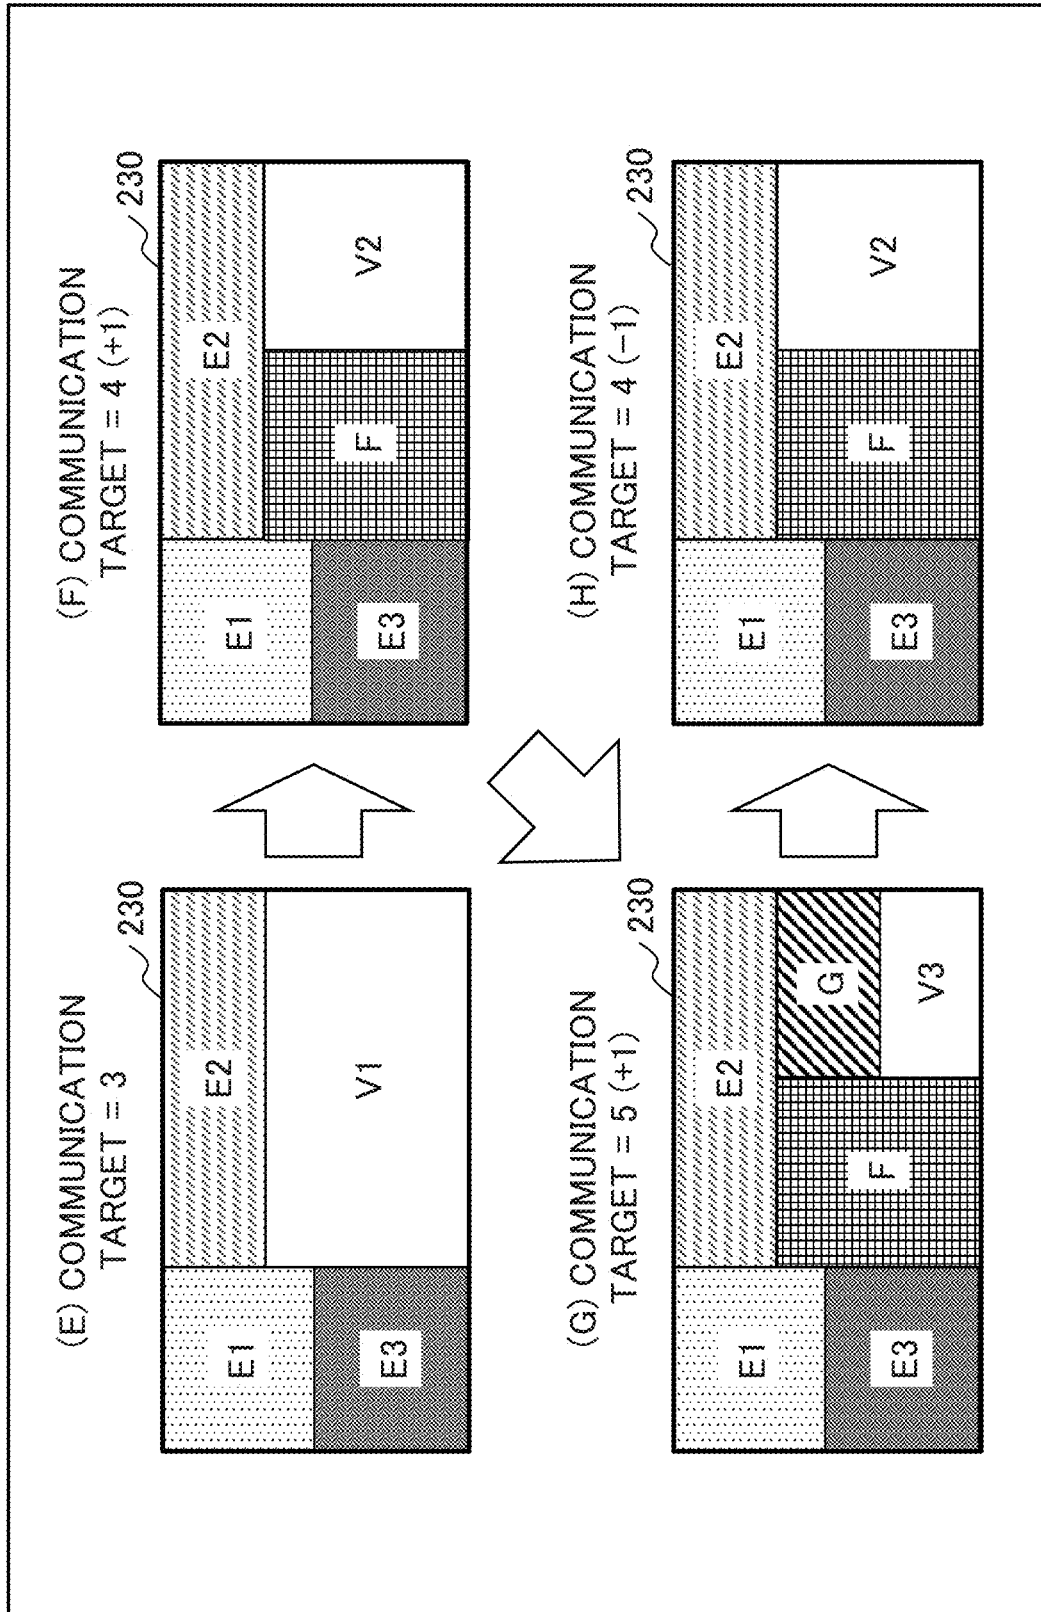 (E) COMMUNICATION
TARGET = 3
230
E1
E2
E3
V1
(F) COMMUNICATION
TARGET = 4 (+1)
230
E1
E2
E3
F
V2
(G) COMMUNICATION
TARGET = 5 (+1)
230
E1
E2
E3
F
G
V3
(H) COMMUNICATION
TARGET = 4 (-1)
230
E1
E2
E3
F
V2